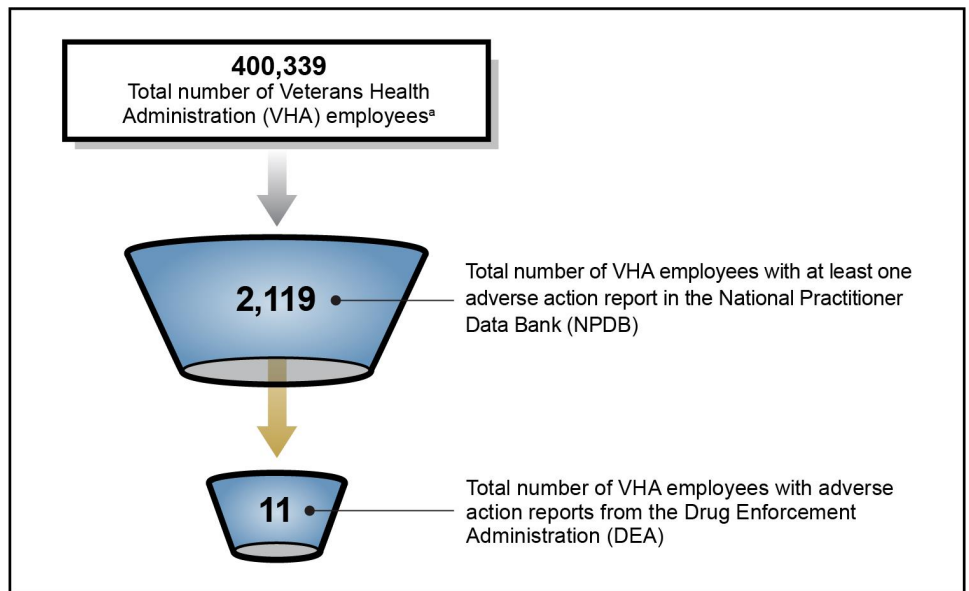 400,339
Total number of Veterans Health
Administration (VHA) employeesᵃ
2,119
Total number of VHA employees with at least one
adverse action report in the National Practitioner
Data Bank (NPDB)
11
Total number of VHA employees with adverse
action reports from the Drug Enforcement
Administration (DEA)